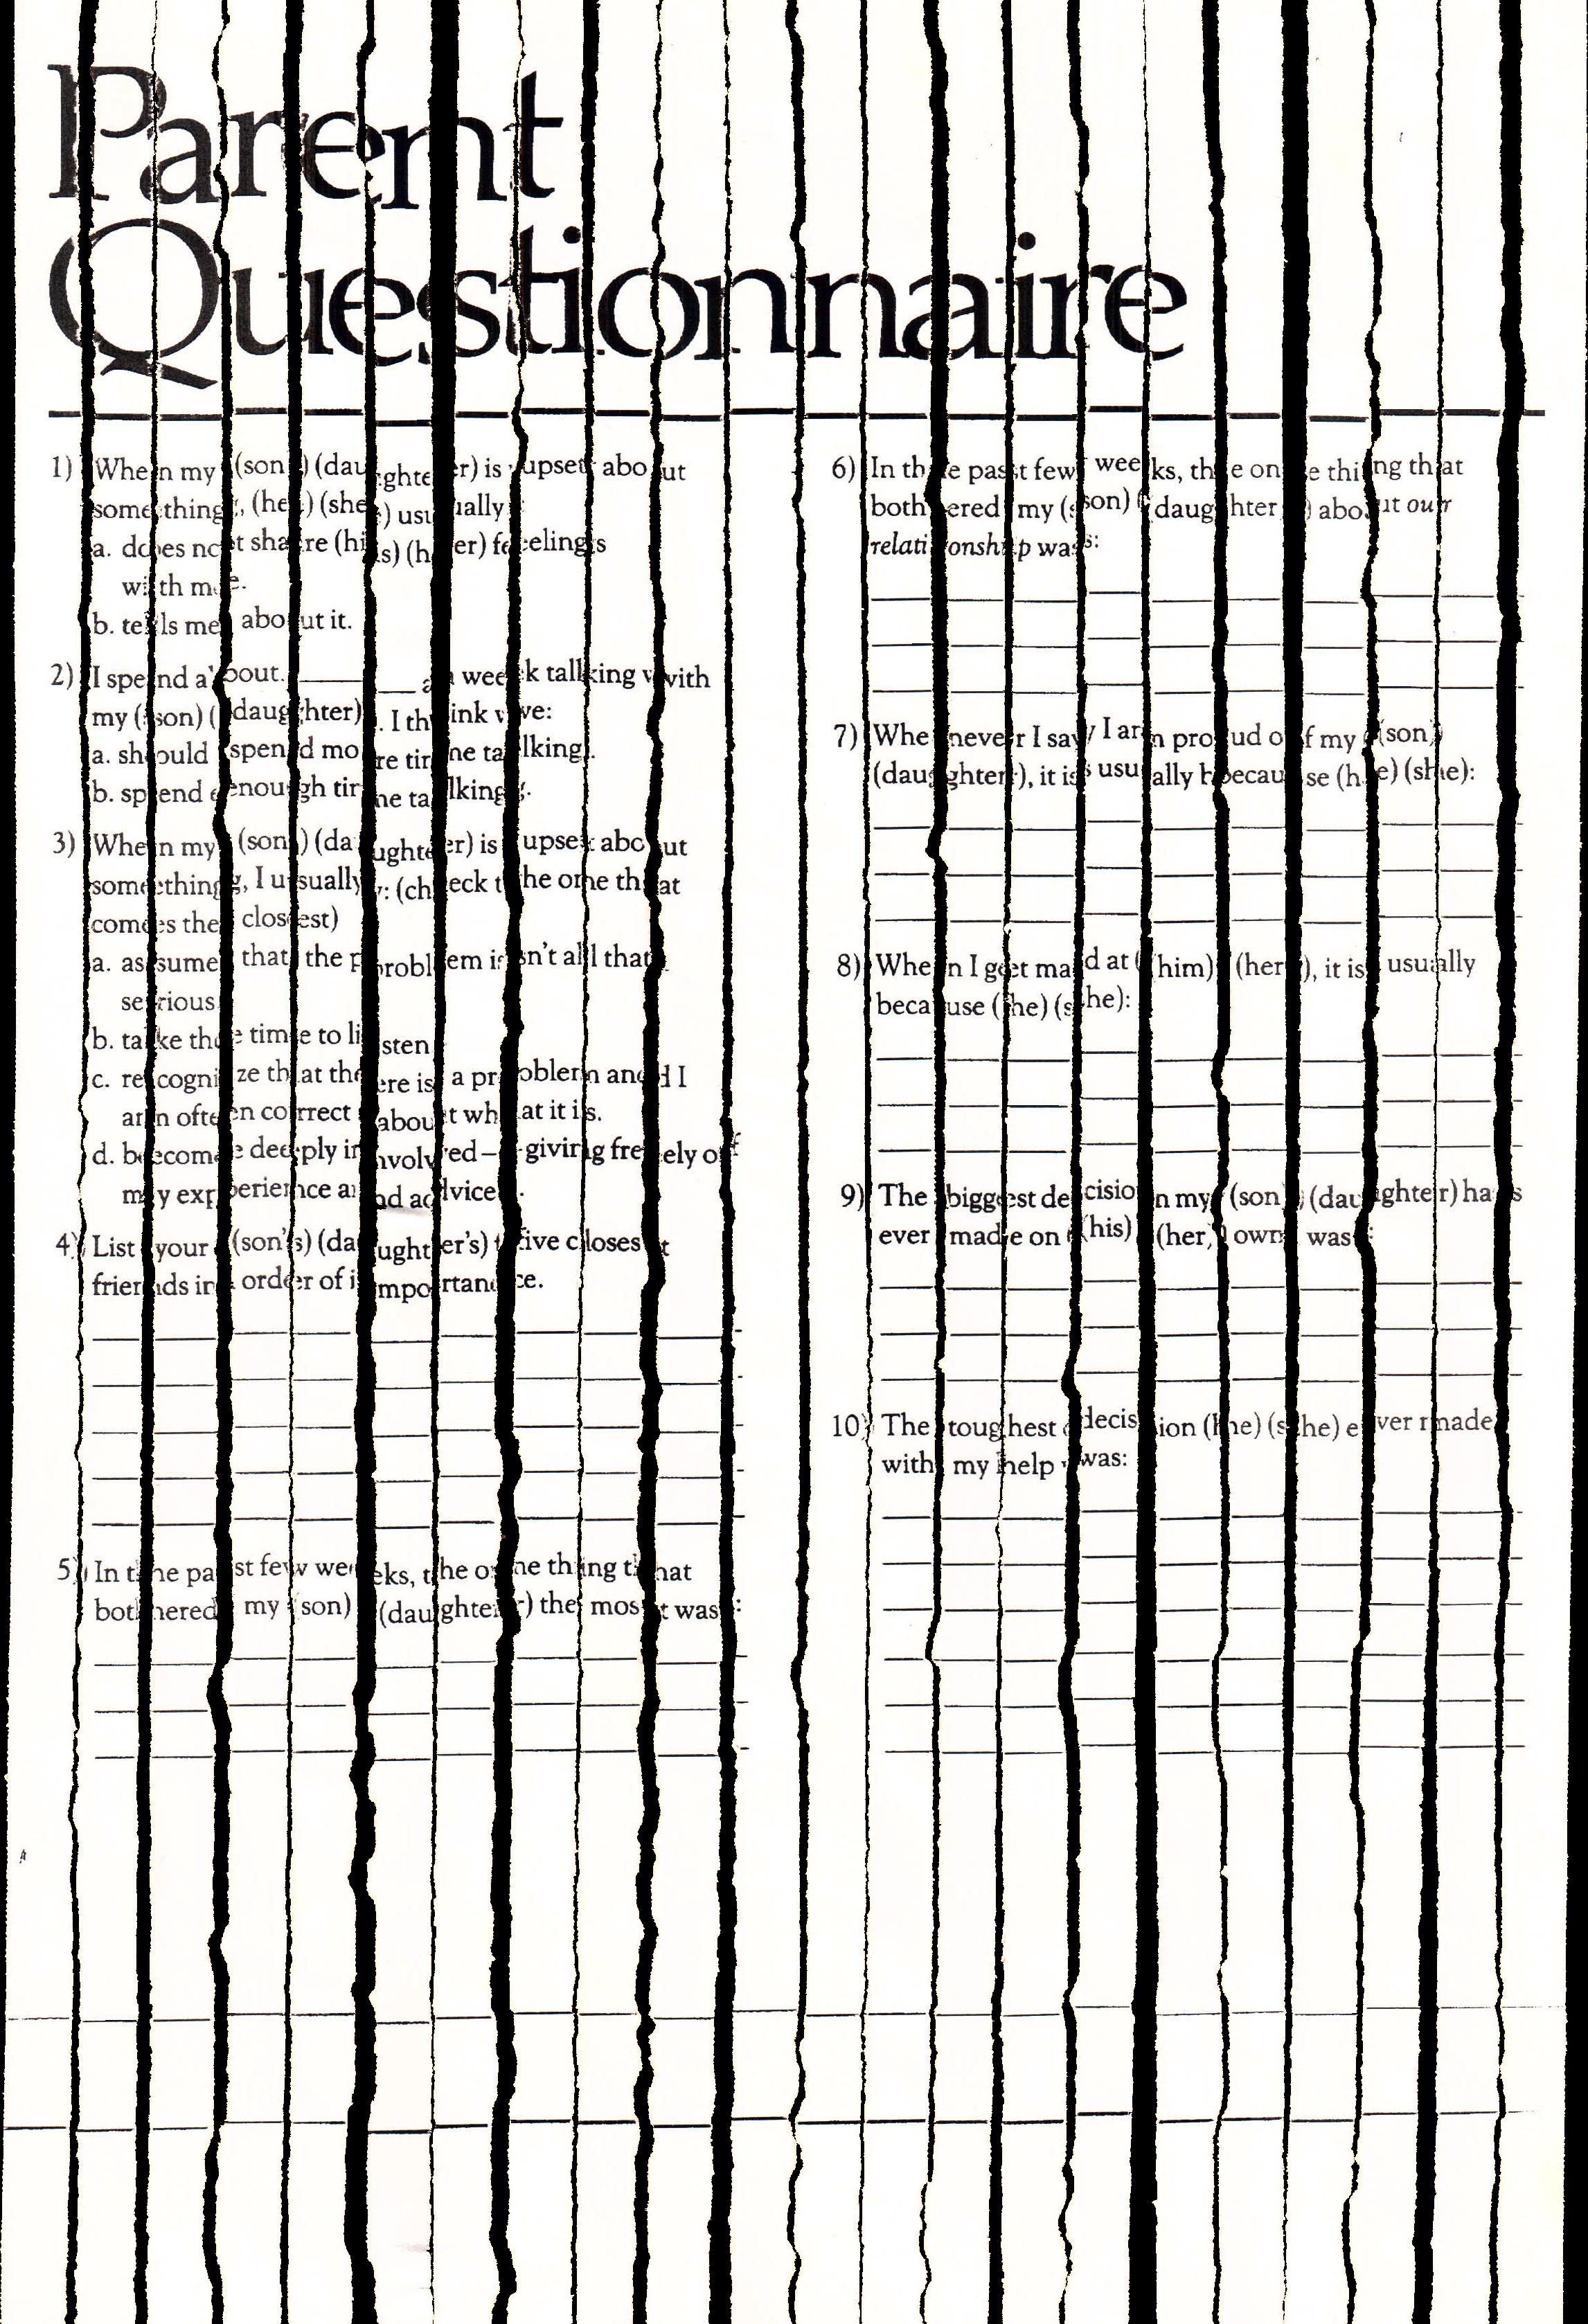 Parent
Questionnaire
1) When my (son) (daughter) is upset about
something, (he) (she) usually:
a. does not share (his) (her) feelings
with me.
b. tells me about it.
2) I spend about ______ a week talking with
my (son) (daughter). I think we:
a. should spend more time talking.
b. spend enough time talking.
3) When my (son) (daughter) is upset about
something, I usually: (check the one that
comes the closest)
a. assume that the problem isn't all that
serious
b. take the time to listen
c. recognize that there is a problem and I
am often correct about what it is.
d. become deeply involved—giving freely of
my experience and advice.
4) List your (son's) (daughter's) five closest
friends in order of importance.
5) In the past few weeks, the one thing that
bothered my (son) (daughter) the most was:
6) In the past few weeks, the one thing that
bothered my (son) (daughter) about our
relationship was:
7) Whenever I say I am proud of my (son)
(daughter), it is usually because (he) (she):
8) When I get mad at (him) (her), it is usually
because (he) (she):
9) The biggest decision my (son) (daughter) has
ever made on (his) (her) own was:
10) The toughest decision (he) (she) ever made
with my help was: